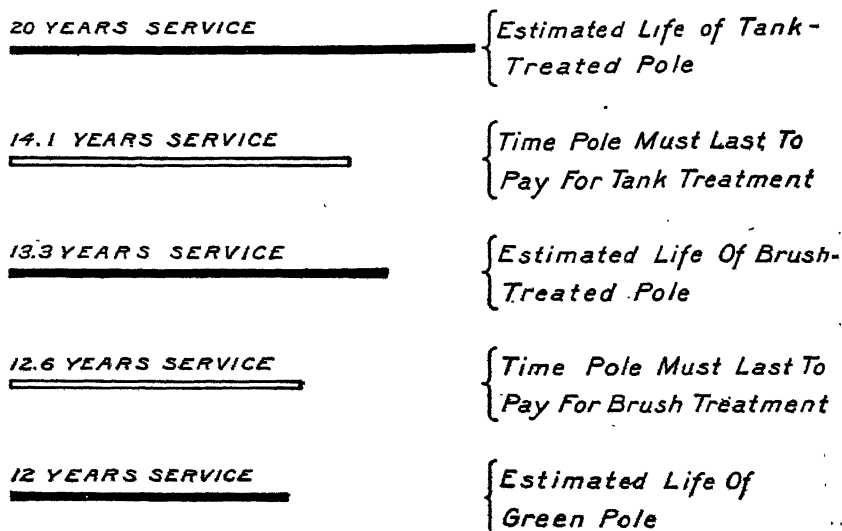 20 YEARS SERVICE
Estimated Life of Tank-
Treated Pole
14.1 YEARS SERVICE
Time Pole Must Last To
Pay For Tank Treatment
13.3 YEARS SERVICE
Estimated Life Of Brush-
Treated Pole
12.6 YEARS SERVICE
Time Pole Must Last To
Pay For Brush Treatment
12 YEARS SERVICE
Estimated Life Of
Green Pole